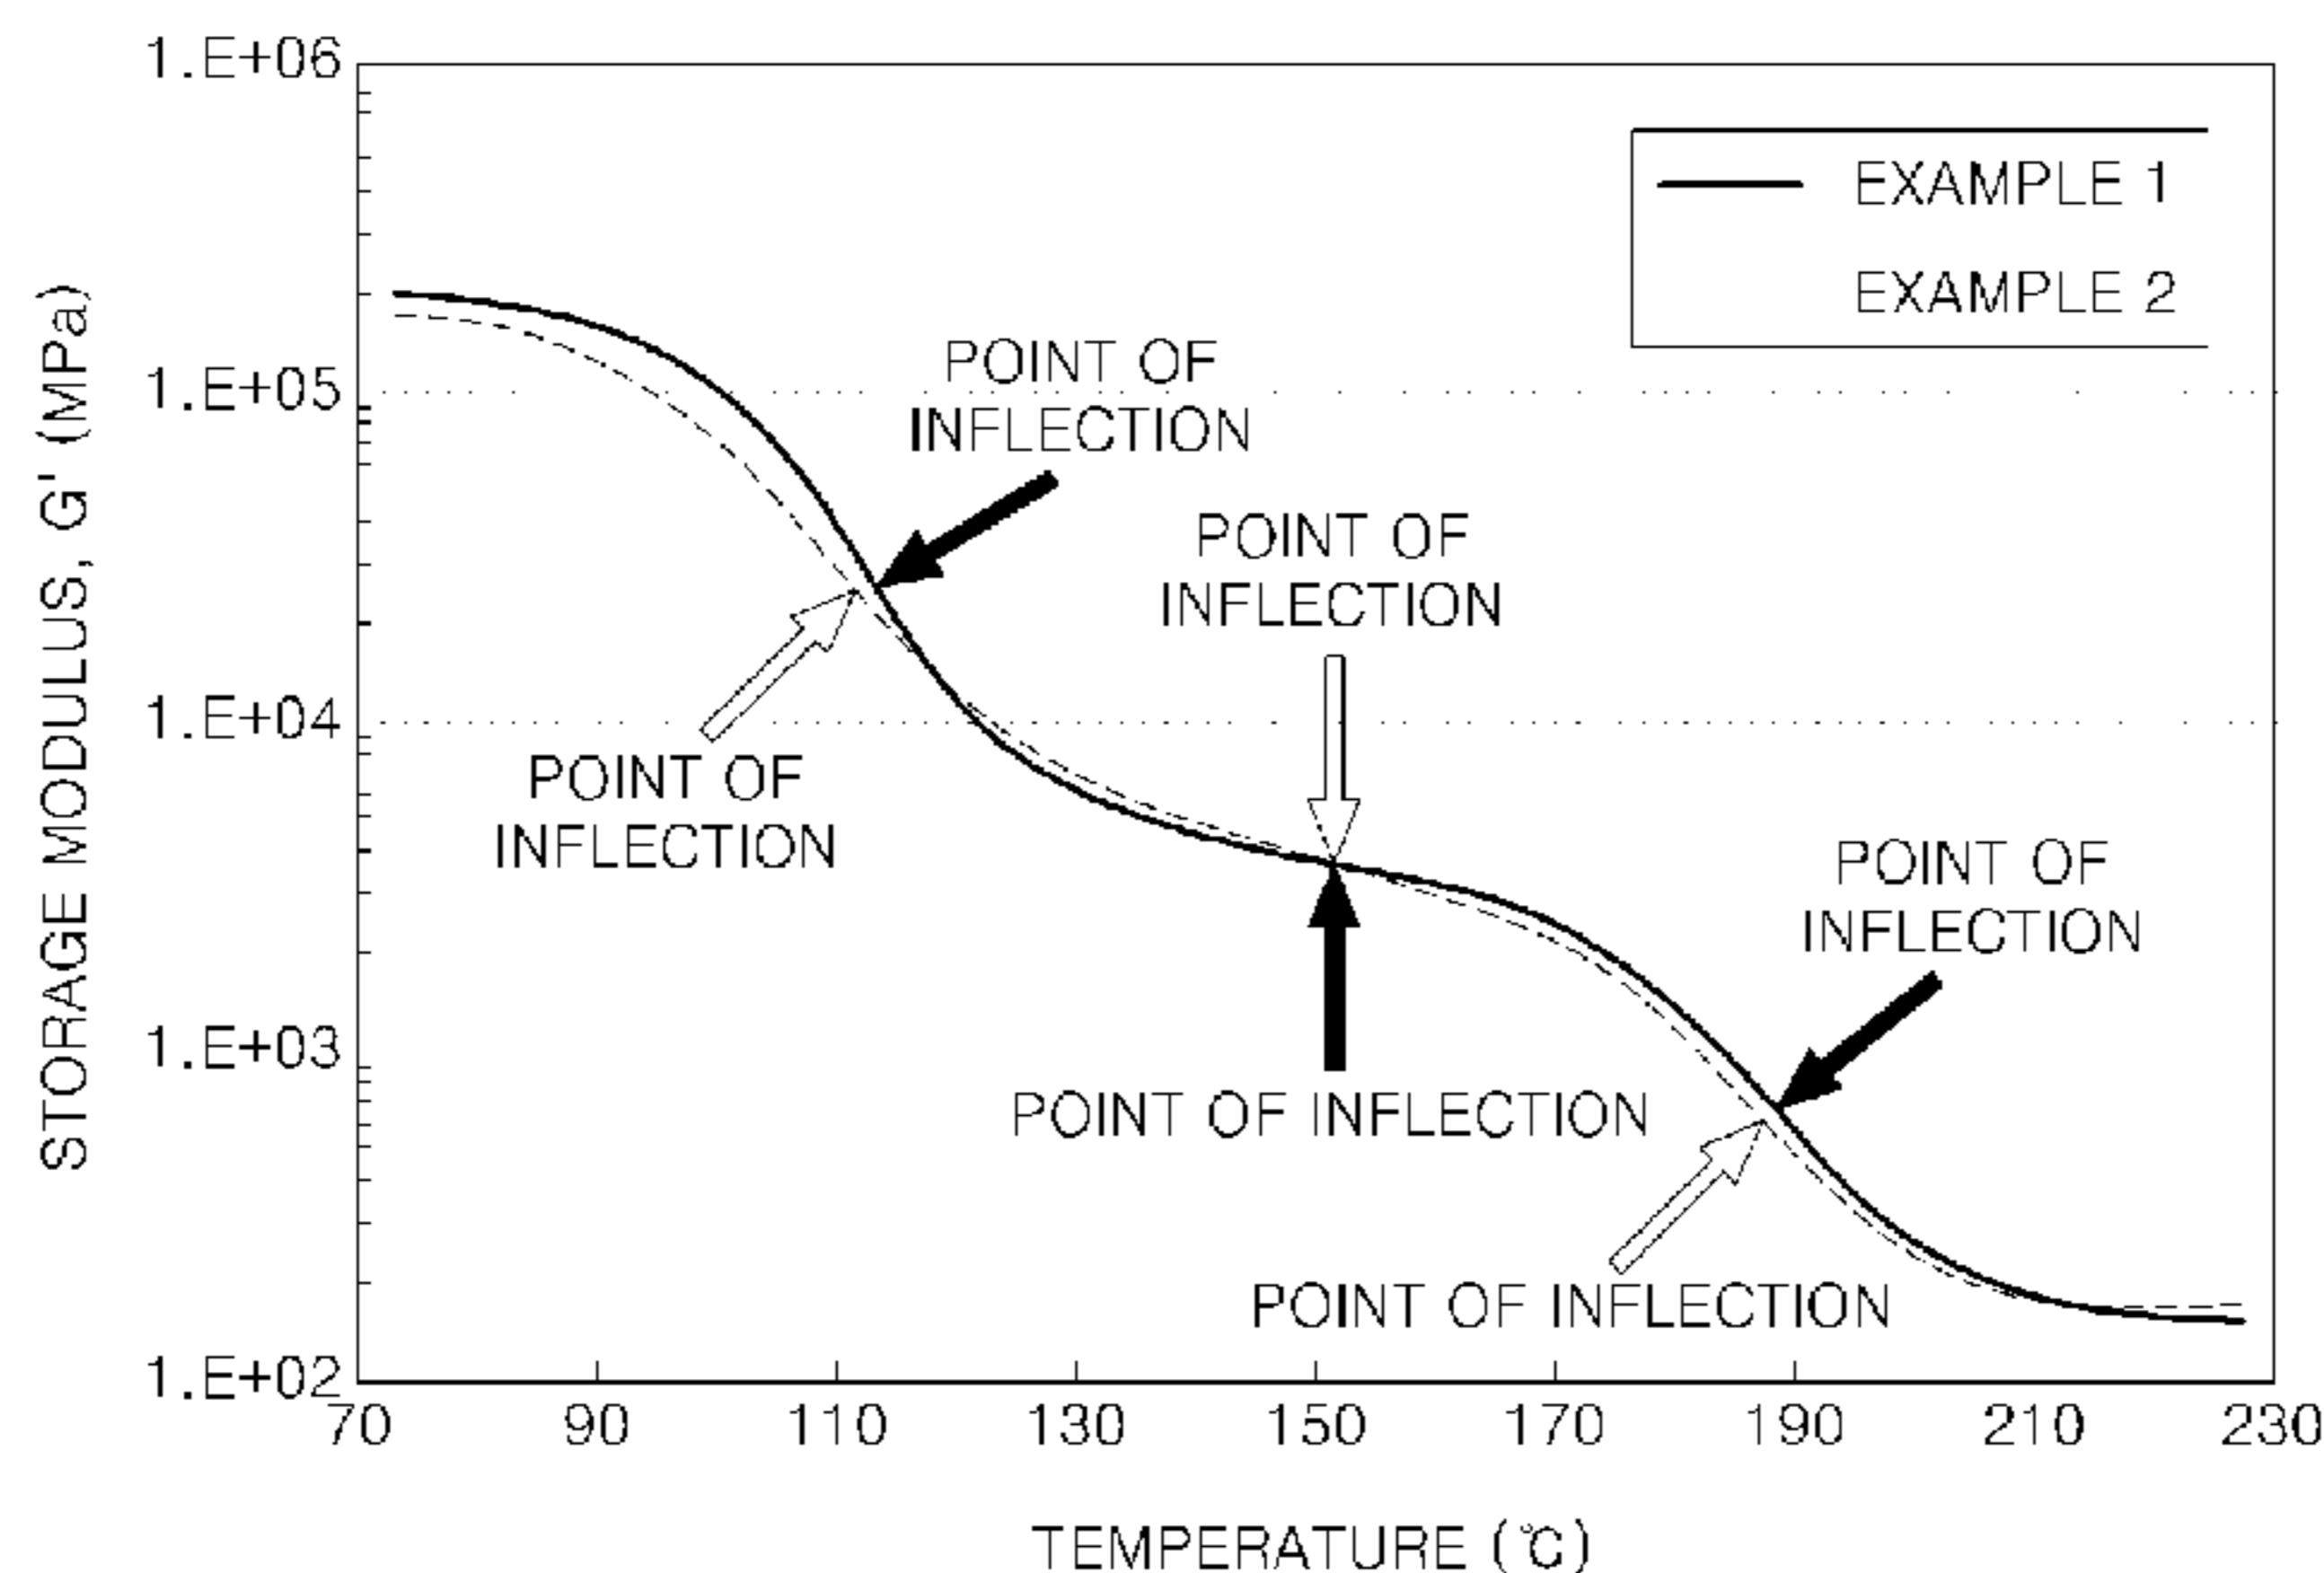 1.E+06
1.E+05
1.E+04
1.E+03
1.E+02
STORAGE MODULUS, G' (MPa)
EXAMPLE 1
EXAMPLE 2
POINT OF
INFLECTION
POINT OF
INFLECTION
POINT OF
INFLECTION
POINT OF
INFLECTION
POINT OF INFLECTION
POINT OF INFLECTION
70 90 110 130 150 170 190 210 230
TEMPERATURE (℃)